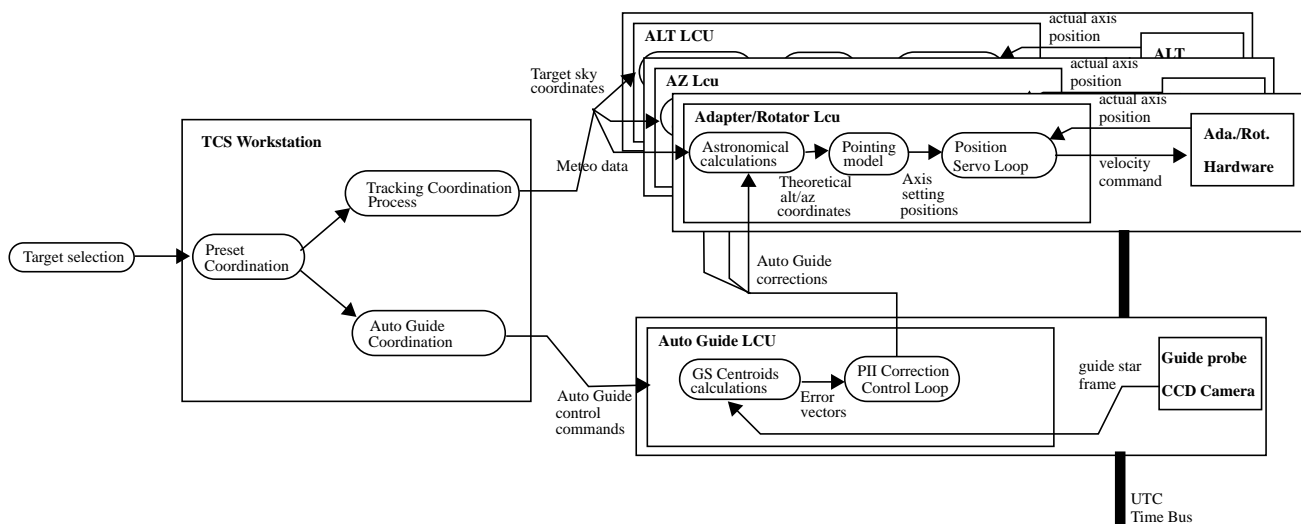 actual axis
position
ALT LCU
ALT
Target sky
coordinates
actual axis
position
AZ Lcu
actual axis
position
Adapter/Rotator Lcu
TCS Workstation
Astronomical
calculations
Pointing
model
Position
Servo Loop
Ada./Rot.
Hardware
Meteo data
velocity
command
Theoretical
alt/az
coordinates
Axis
setting
positions
Tracking Coordination
Process
Target selection
Preset
Coordination
Auto Guide
corrections
Auto Guide
Coordination
Auto Guide LCU
GS Centroids
calculations
PII Correction
Control Loop
guide star
frame
Guide probe
CCD Camera
Error
vectors
Auto Guide
control
commands
UTC
Time Bus